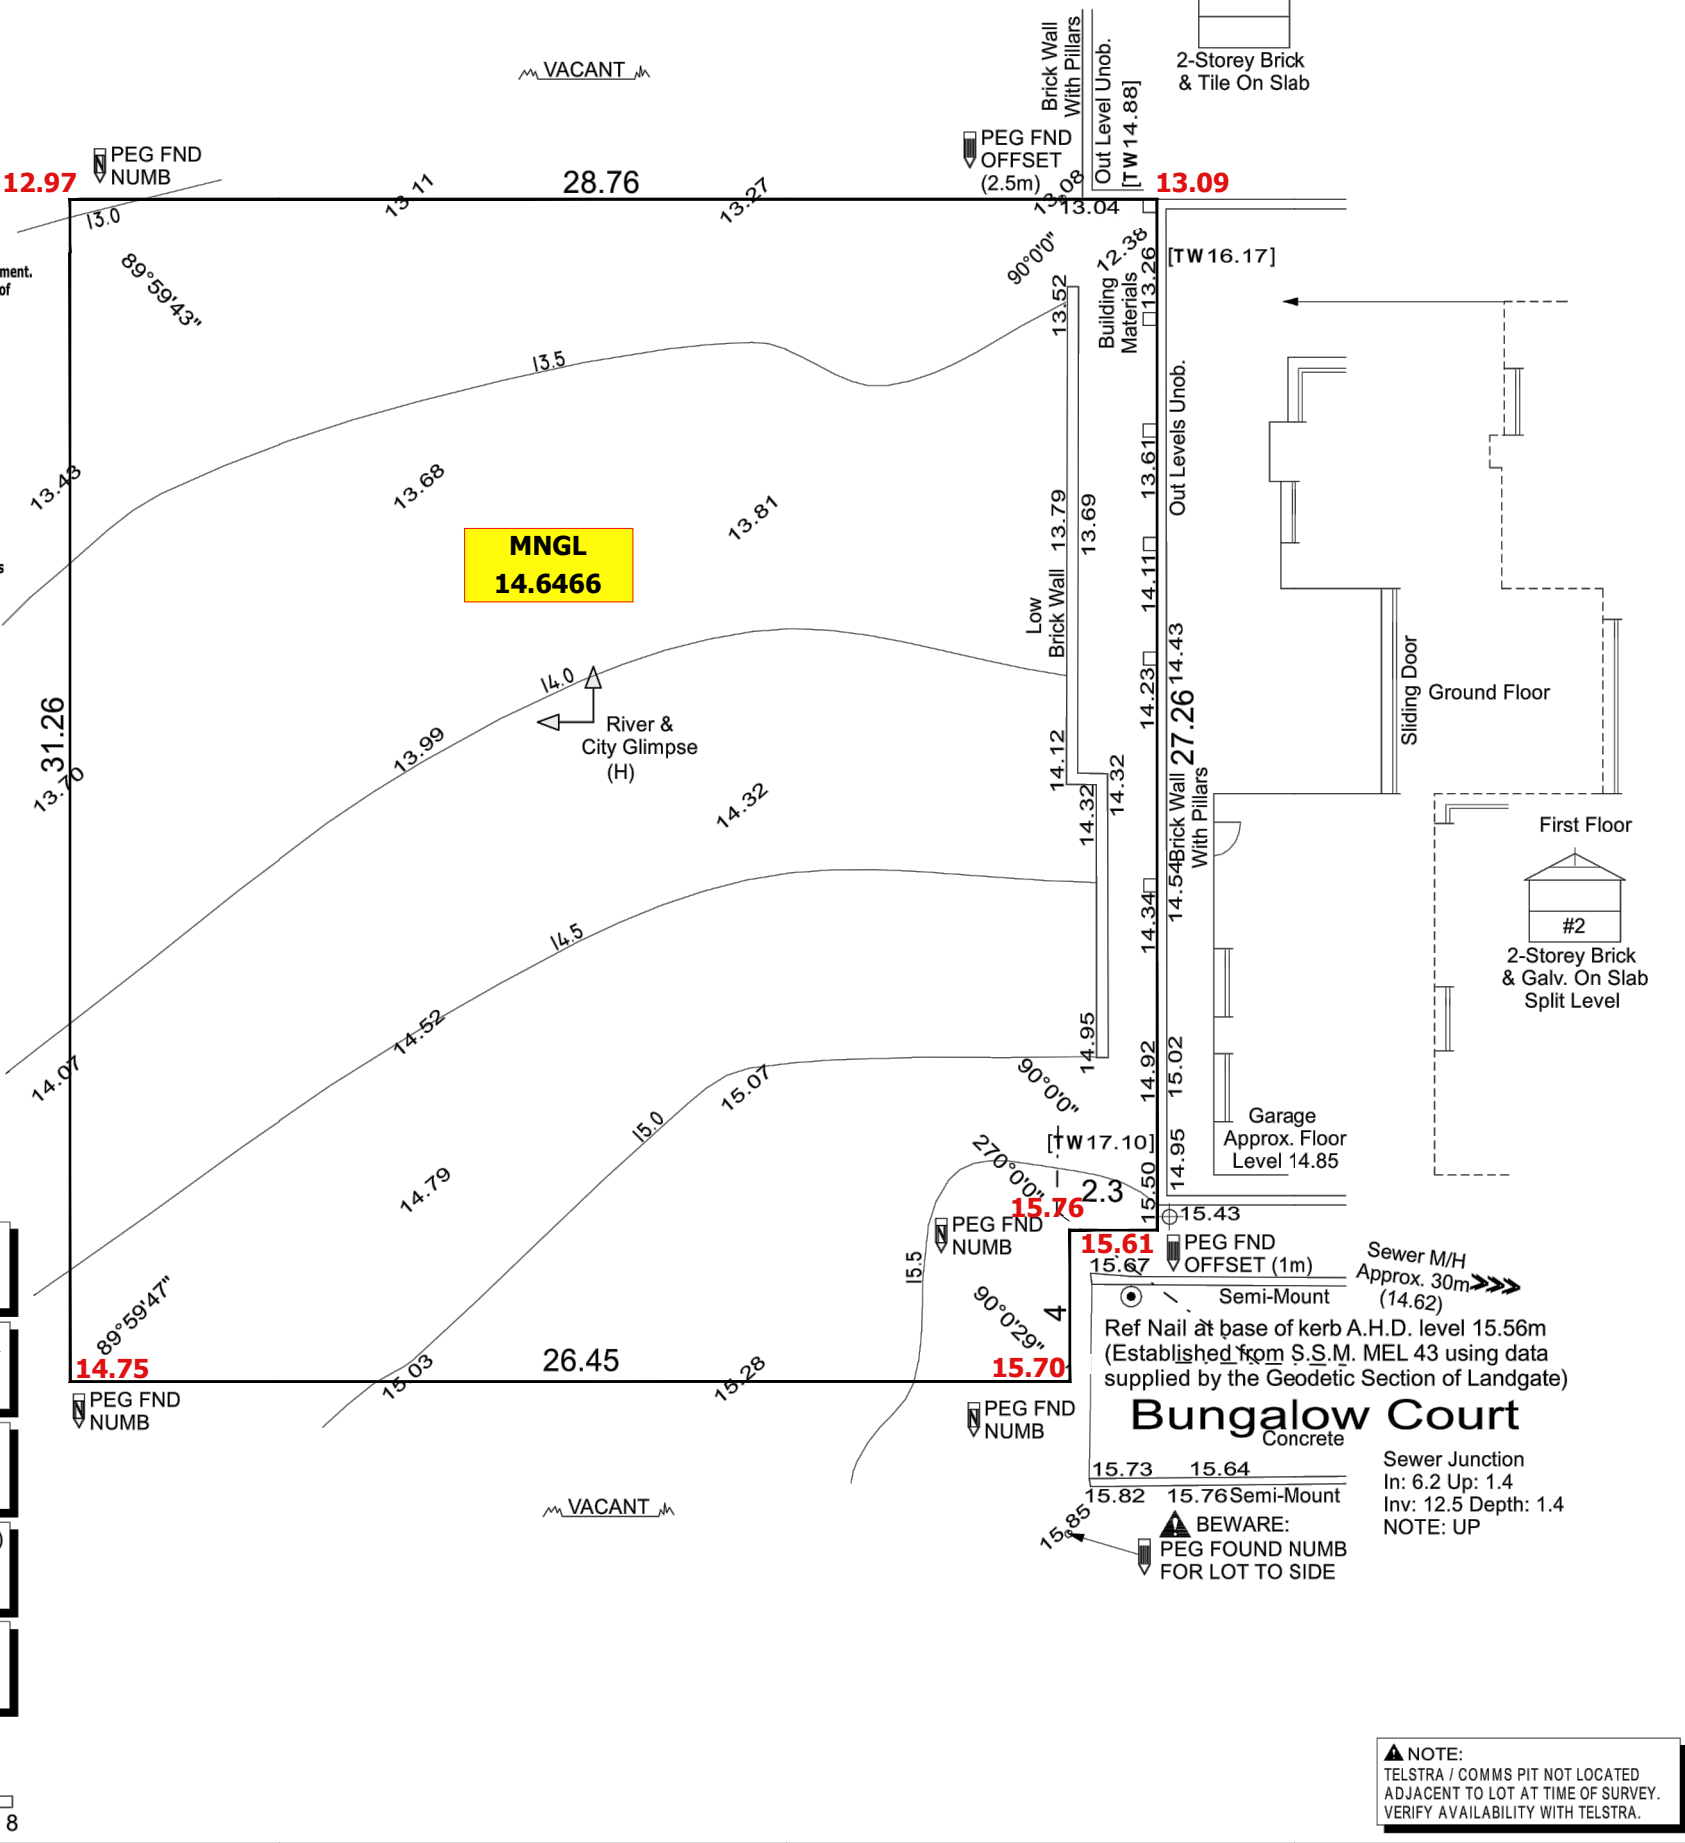 VACANT
Brick Wall
With Pillars
Out Level Unob.
[TW14.88]
2-Storey Brick
& Tile On Slab
PEG FND
NUMB
PEG FND
OFFSET
(2.5m)
12.97
13.0
13.11
28.76
13.27
13.08
13.04
13.09
ment.
of
89°59'43"
90°0'0"
12.38
13.26
[TW16.17]
Building
Materials
13.52
13.5
Out Levels Unob.
13.43
13.68
13.81
13.79
13.69
13.61
MNGL
14.6466
s
14.11
Low
Brick Wall
14.43
14.23
27.26
Sliding Door
Ground Floor
14.0
River &
City Glimpse
(H)
31.26
13.70
13.99
14.32
14.12
14.32
14.32
Brick Wall
With Pillars
14.54
14.34
First Floor
#2
2-Storey Brick
& Galv. On Slab
Split Level
14.5
14.07
14.52
14.95
14.92
15.02
15.07
15.0
90°0'0"
Garage
Approx. Floor
Level 14.85
[TW17.10]
14.95
14.79
270°0'0"
2.3
15.50
15.76
15.43
PEG FND
NUMB
15.61
PEG FND
OFFSET (1m)
15.67
15.5
Sewer M/H
Approx. 30m
(14.62)
Semi-Mount
89°59'47"
90°0'29"
4
Ref Nail at base of kerb A.H.D. level 15.56m
(Established from S.S.M. MEL 43 using data
supplied by the Geodetic Section of Landgate)
14.75
15.03
26.45
15.28
15.70
PEG FND
NUMB
PEG FND
NUMB
Bungalow Court
Concrete
Sewer Junction
In: 6.2 Up: 1.4
Inv: 12.5 Depth: 1.4
NOTE: UP
15.73
15.64
15.82
15.76
Semi-Mount
VACANT
15.85
BEWARE:
PEG FOUND NUMB
FOR LOT TO SIDE
)
NOTE:
TELSTRA / COMMS PIT NOT LOCATED
ADJACENT TO LOT AT TIME OF SURVEY.
VERIFY AVAILABILITY WITH TELSTRA.
8